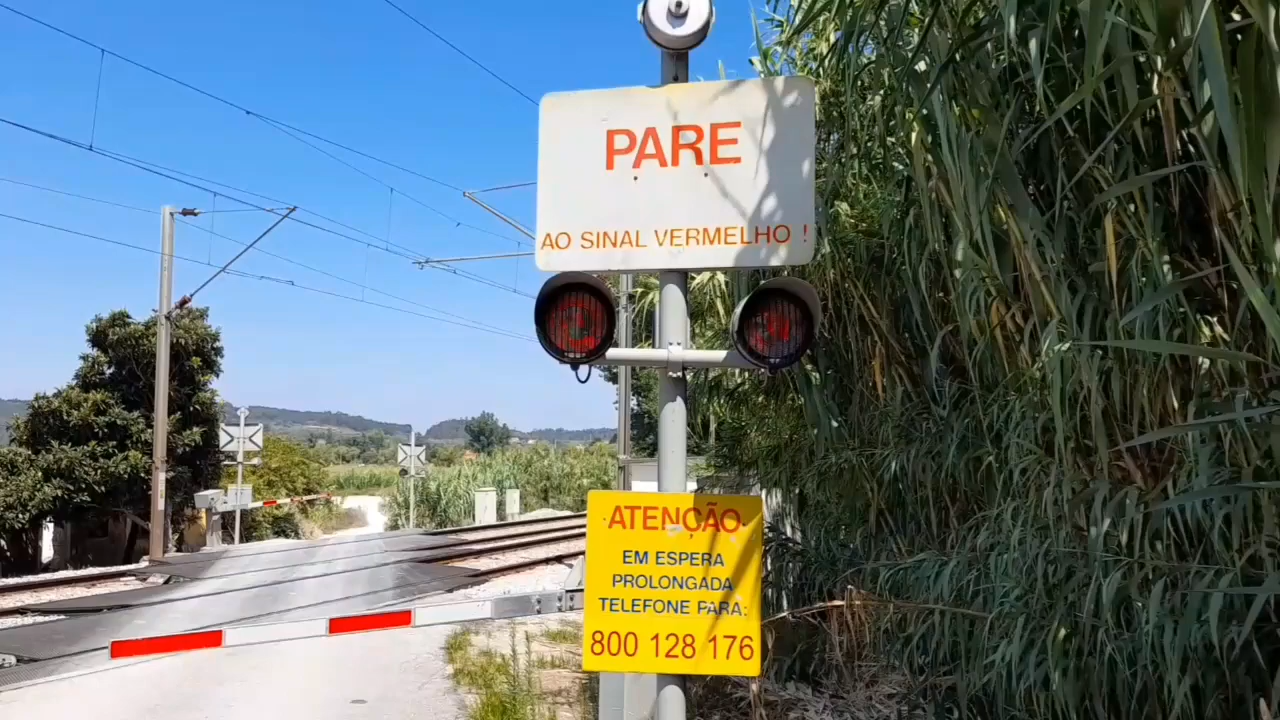 PARE
AO SINAL VERMELHO !
ATENÇÃO
EM ESPERA
PROLONGADA
TELEFONE PARA:
800 128 176